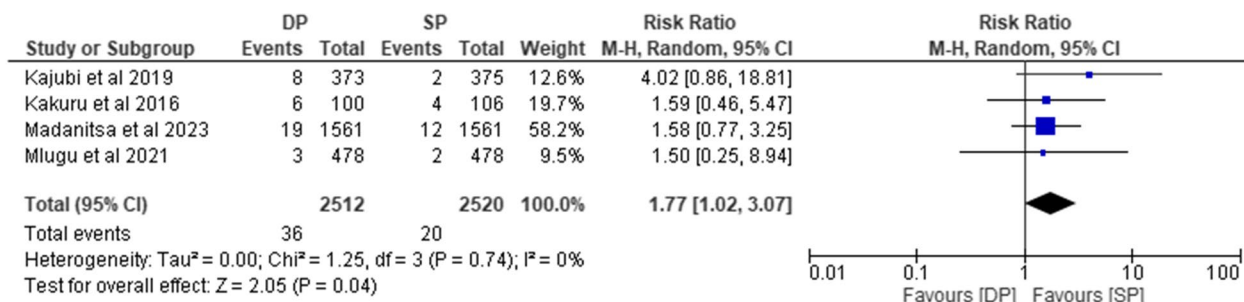 DP SP Risk Ratio Risk Ratio
Study or Subgroup Events Total Events Total Weight M-H, Random, 95% CI M-H, Random, 95% CI
Kajubi et al 2019 8 373 2 375 12.6% 4.02 [0.86, 18.81]
Kakuru et al 2016 6 100 4 106 19.7% 1.59 [0.46, 5.47]
Madanitsa et al 2023 19 1561 12 1561 58.2% 1.58 [0.77, 3.25]
Mlugu et al 2021 3 478 2 478 9.5% 1.50 [0.25, 8.94]
Total (95% CI) 2512 2520 100.0% 1.77 [1.02, 3.07]
Total events 36 20
Heterogeneity: Tau² = 0.00; Chi² = 1.25, df = 3 (P = 0.74); I² = 0%
Test for overall effect: Z = 2.05 (P = 0.04)
0.01 0.1 1 10 100
Favours [DP] Favours [SP]